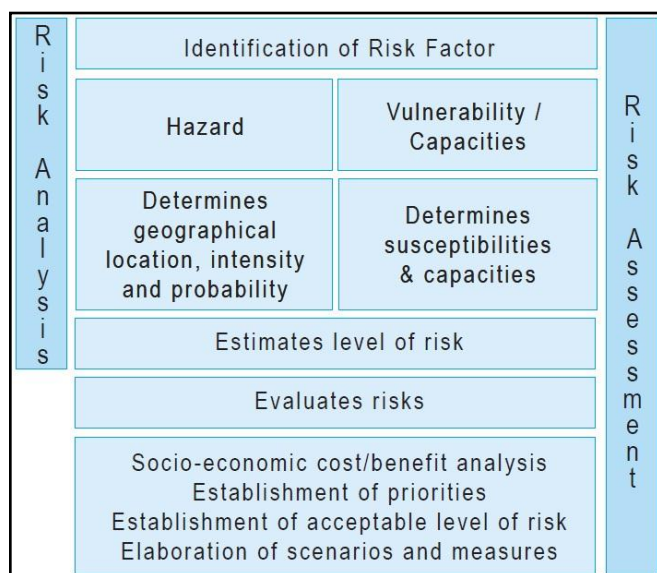 Risk Analysis
Identification of Risk Factor
Hazard
Vulnerability /
Capacities
Determines
geographical
location, intensity
and probability
Determines
susceptibilities
& capacities
Estimates level of risk
Evaluates risks
Socio-economic cost/benefit analysis
Establishment of priorities
Establishment of acceptable level of risk
Elaboration of scenarios and measures
Risk Assessment